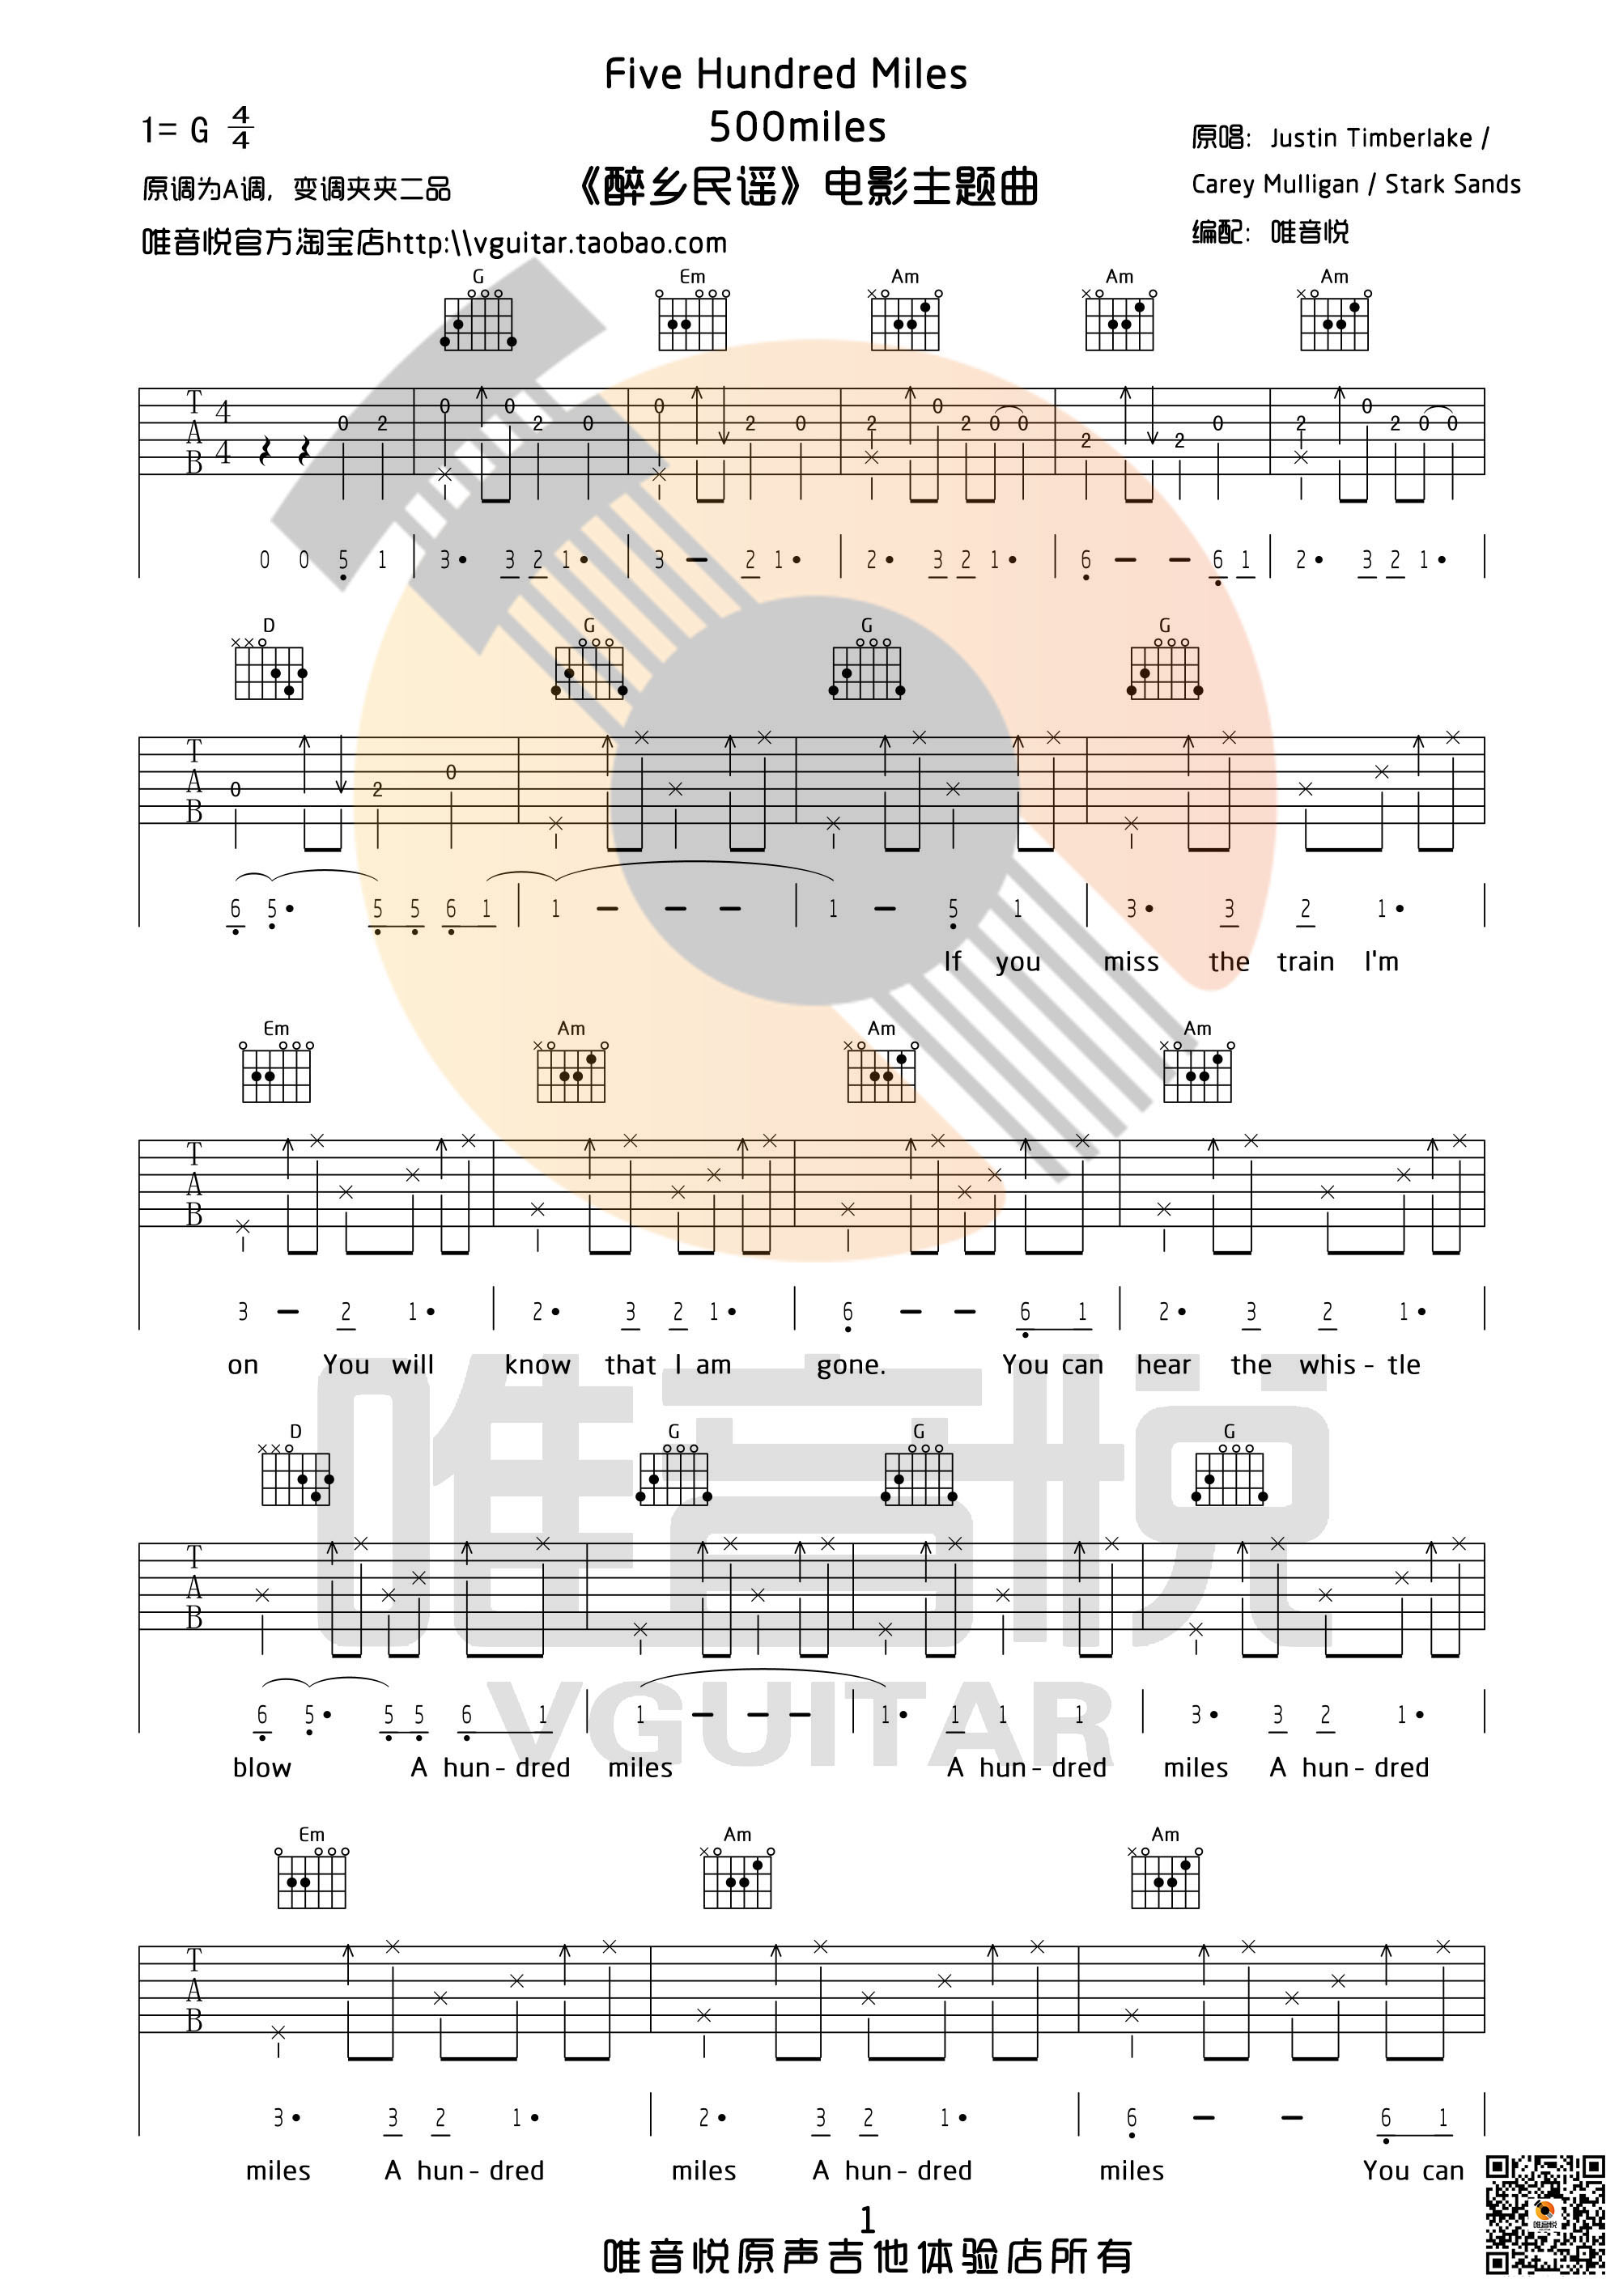 Five Hundred Miles
500miles
《醉乡民谣》电影主题曲
1= G 4/4
原调为A调，变调夹夹二品
唯音悦官方淘宝店http:\\vguitar.taobao.com
原唱：Justin Timberlake /
Carey Mulligan / Stark Sands
编配：唯音悦
G Em Am Am Am
T A B 4 4
0 2 0 0 2 0 0 2 0 2 0 2 0 0 2 2 0 2 0 2 0 0
0 0 5 1 | 3· 3 2 1· | 3 – 2 1· | 2· 3 2 1· | 6 – – 6 1 | 2· 3 2 1· |
D G G G
T A B
0 2 0
6 5· 5 5 6 1 | 1 – – – | 1 – 5 1 | 3· 3 2 1· |
If you miss the train I'm
Em Am Am Am
T A B
3 – 2 1· | 2· 3 2 1· | 6 – – 6 1 | 2· 3 2 1· |
on You will know that I am gone. You can hear the whis - tle
D G G G
T A B
6 5· 5 5 6 1 | 1 – – – | 1· 1 1 1 | 3· 3 2 1· |
blow A hun - dred miles A hun - dred miles A hun - dred
Em Am Am
T A B
3· 3 2 1· | 2· 3 2 1· | 6 – – 6 1 |
miles A hun - dred miles A hun - dred miles You can
唯音悦
VGUITAR
1
唯音悦原声吉他体验店所有
唯音悦